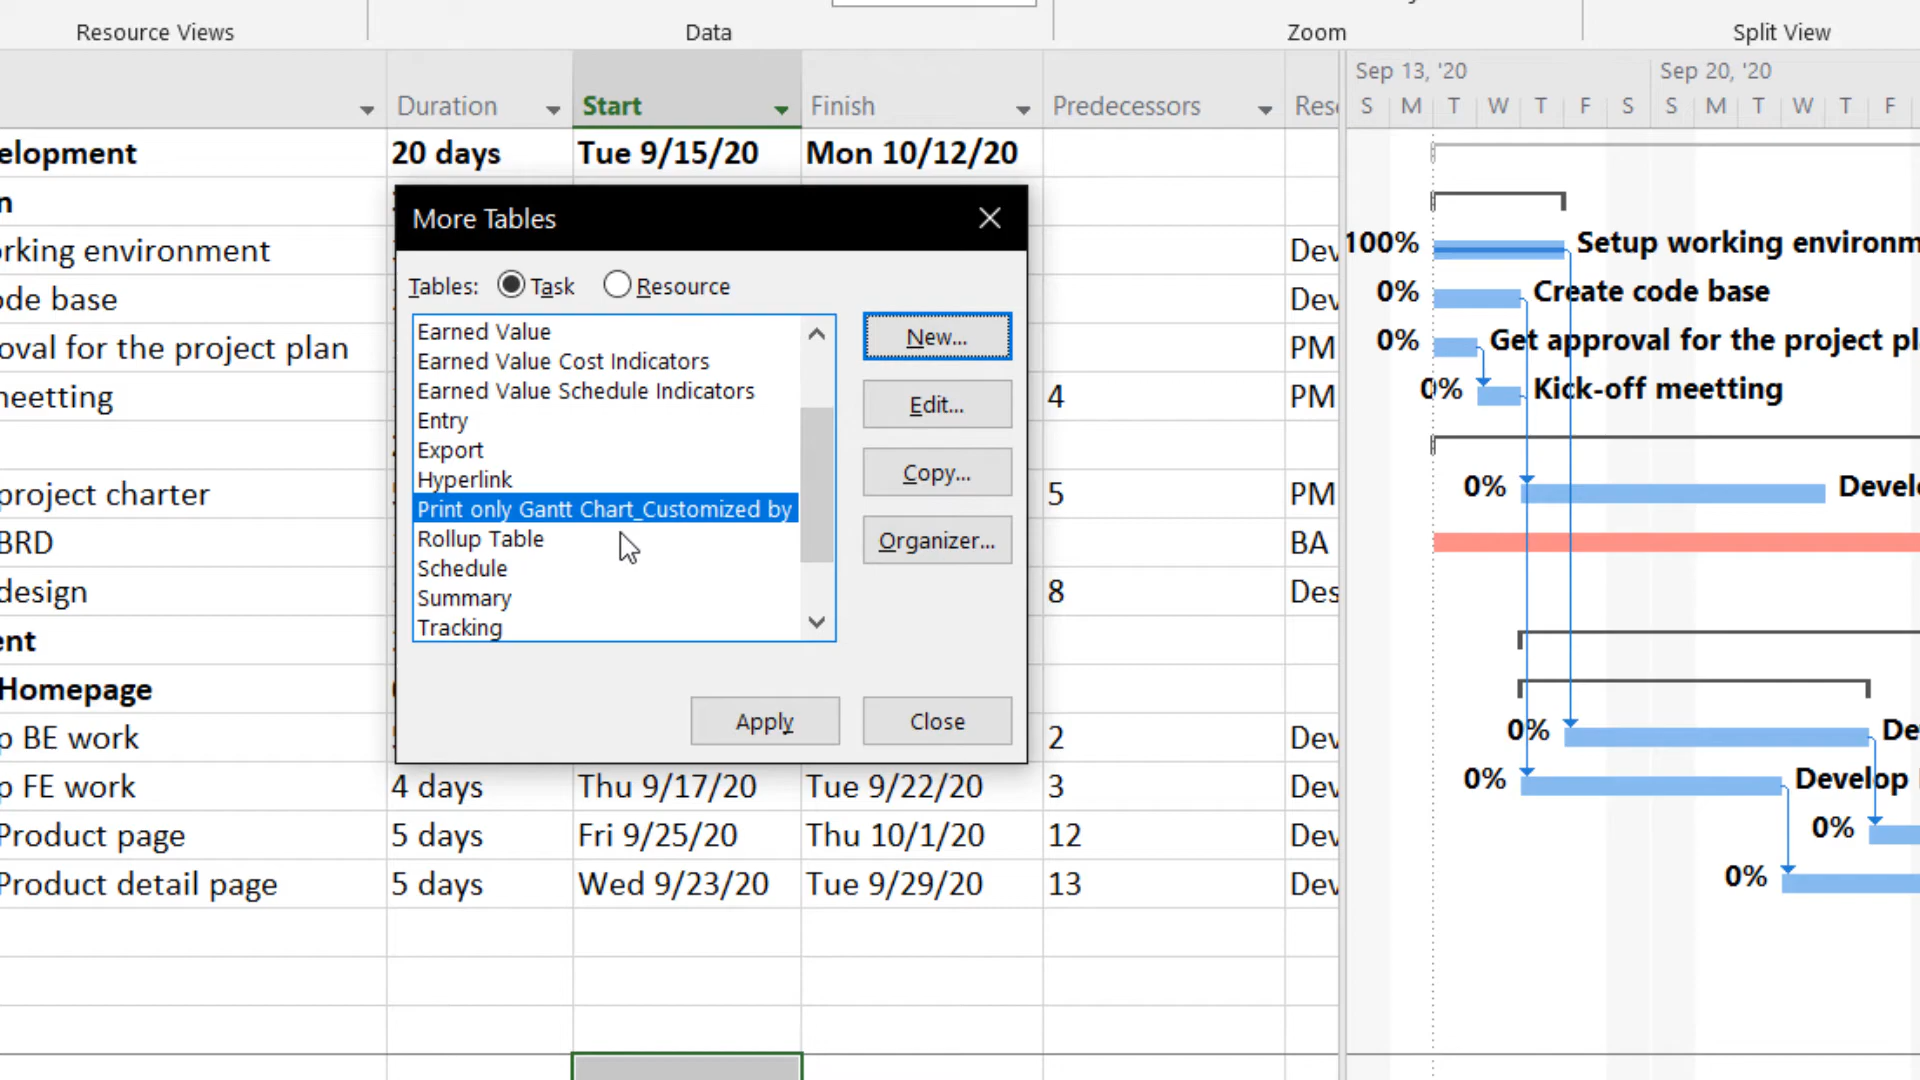 Resource Views Data Zoom Split View
Sep 13, '20 Sep 20, '20
Duration Start Finish Predecessors Reso S M T W T F S S M T W T F
elopment 20 days Tue 9/15/20 Mon 10/12/20
n
More Tables
rking environment Dev 100% Setup working environm
Tables: Task Resource
ode base Dev 0% Create code base
Earned Value New...
oval for the project plan PM 0% Get approval for the project pl
Earned Value Cost Indicators
Earned Value Schedule Indicators Edit...
neetting 4 PM 0% Kick-off meetting
Entry
Export
Hyperlink Copy...
project charter 5 PM 0% Devel
Print only Gantt Chart_Customized by
Rollup Table Organizer...
BRD BA
Schedule
design 8 Des
Summary
Tracking
ent
Homepage
Apply Close
p BE work 2 Dev 0% De
p FE work 4 days Thu 9/17/20 Tue 9/22/20 3 Dev 0% Develop
Product page 5 days Fri 9/25/20 Thu 10/1/20 12 Dev 0%
Product detail page 5 days Wed 9/23/20 Tue 9/29/20 13 Dev 0%